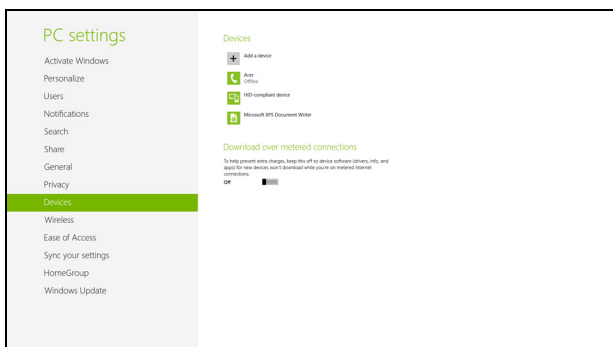 PC settings
Activate Windows
Personalize
Users
Notifications
Search
Share
General
Privacy
Devices
Wireless
Ease of Access
Sync your settings
HomeGroup
Windows Update
Devices
Add a device
Acer
Offline
HID-compliant device
Microsoft XPS Document Writer
Download over metered connections
To help prevent extra charges, keep this off so device software (drivers, info, and
apps) for new devices won't download while you're on metered Internet
connections.
Off